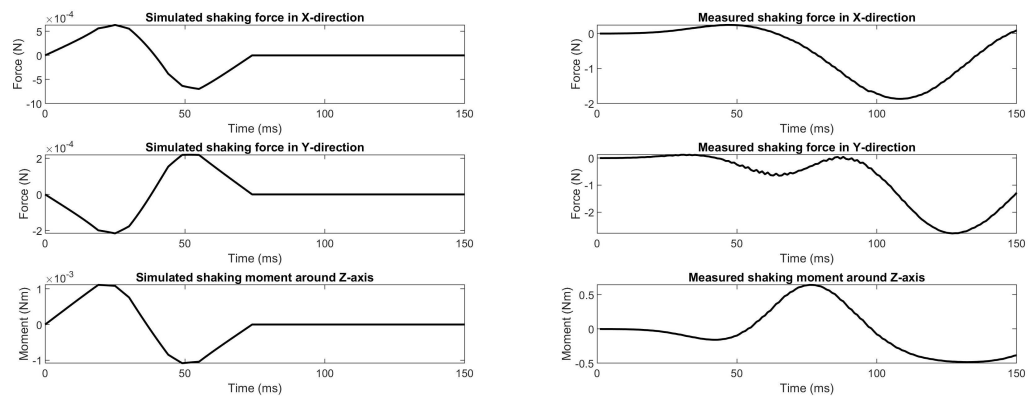 Simulated shaking force in X-direction
×10-4
5
0
-5
-10
Force (N)
0
50
100
150
Time (ms)
Simulated shaking force in Y-direction
×10-4
2
0
-2
Force (N)
0
50
100
150
Time (ms)
Simulated shaking moment around Z-axis
×10-3
1
0
-1
Moment (Nm)
0
50
100
150
Time (ms)
Measured shaking force in X-direction
0
-1
-2
Force (N)
0
50
100
150
Time (ms)
Measured shaking force in Y-direction
0
-1
-2
Force (N)
0
50
100
150
Time (ms)
Measured shaking moment around Z-axis
0.5
0
-0.5
Moment (Nm)
0
50
100
150
Time (ms)